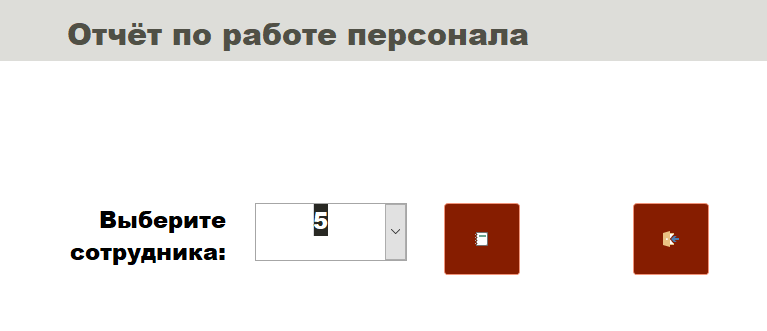 Отчёт по работе персонала
Выберите
сотрудника:
5